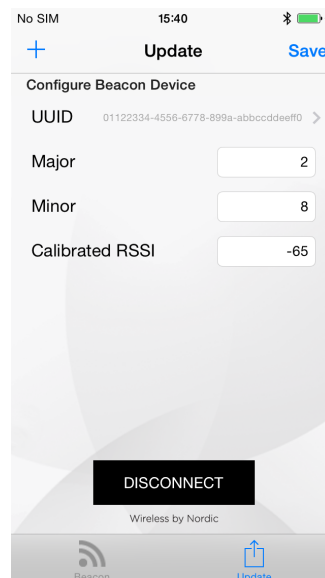 No SIM 15:40
Update Save
Configure Beacon Device
UUID 01122334-4556-6778-899a-abbccddeeff0
Major 2
Minor 8
Calibrated RSSI -65
DISCONNECT
Wireless by Nordic
Beacon Update